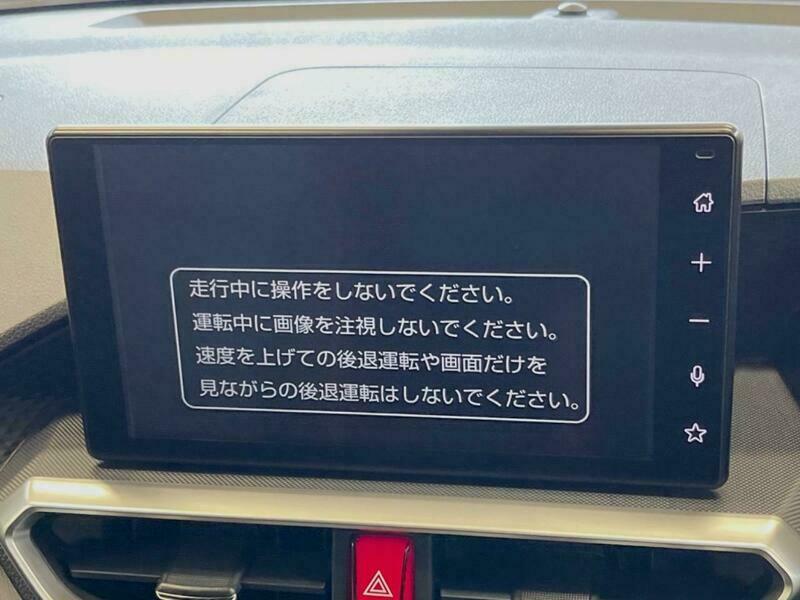 走行中に操作をしないでください。
運転中に画像を注視しないでください。
速度を上げての後退運転や画面だけを
見ながらの後退運転はしないでください。